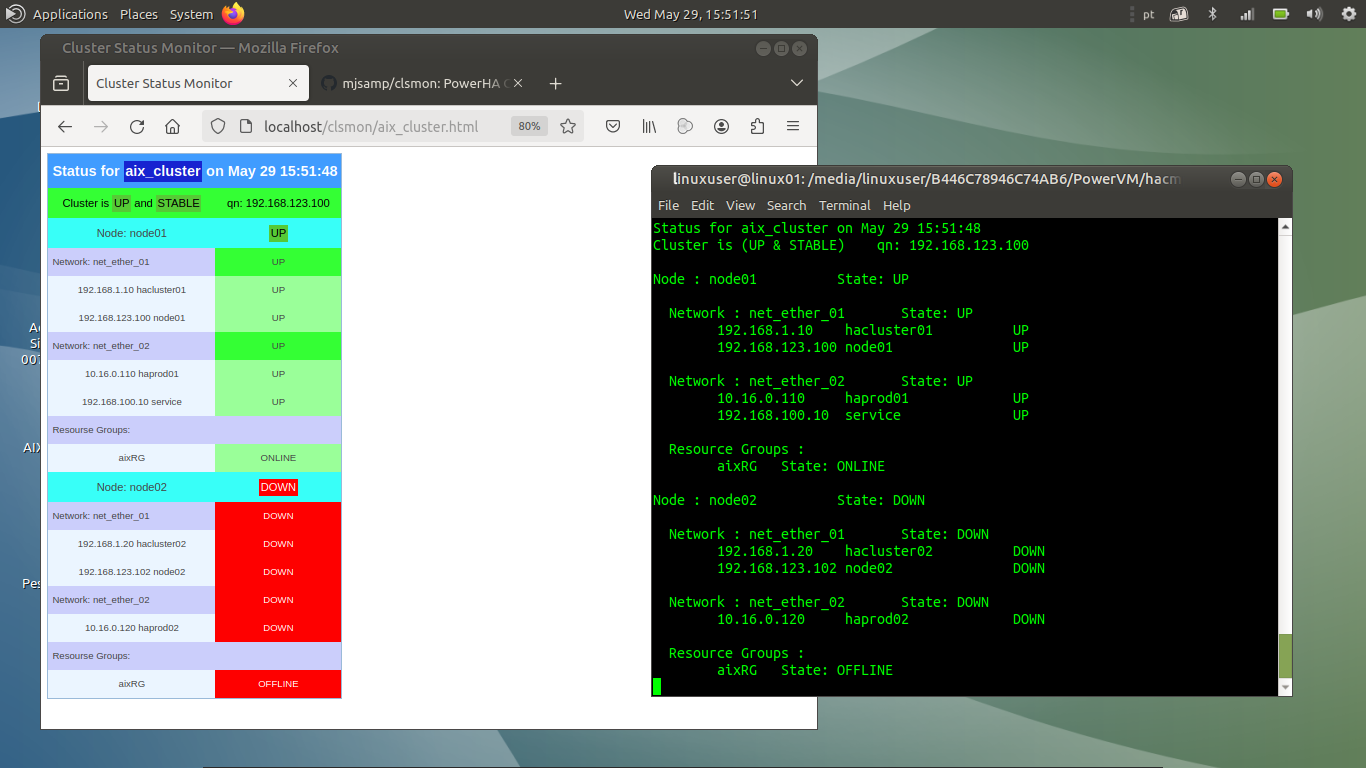 Applications Places System Wed May 29, 15:51:51 pt
Cluster Status Monitor — Mozilla Firefox
Cluster Status Monitor mjsamp/clsmon: PowerHA
localhost/clsmon/aix_cluster.html 80%
Status for aix_cluster on May 29 15:51:48
Cluster is UP and STABLE qn: 192.168.123.100
Node: node01 UP
Network: net_ether_01 UP
192.168.1.10 hacluster01 UP
192.168.123.100 node01 UP
Network: net_ether_02 UP
10.16.0.110 haprod01 UP
192.168.100.10 service UP
Resourse Groups:
aixRG ONLINE
Node: node02 DOWN
Network: net_ether_01 DOWN
192.168.1.20 hacluster02 DOWN
192.168.123.102 node02 DOWN
Network: net_ether_02 DOWN
10.16.0.120 haprod02 DOWN
Resourse Groups:
aixRG OFFLINE
linuxuser@linux01: /media/linuxuser/B446C78946C74AB6/PowerVM/hacm
File Edit View Search Terminal Help
Status for aix_cluster on May 29 15:51:48
Cluster is (UP & STABLE) qn: 192.168.123.100
Node : node01 State: UP
Network : net_ether_01 State: UP
192.168.1.10 hacluster01 UP
192.168.123.100 node01 UP
Network : net_ether_02 State: UP
10.16.0.110 haprod01 UP
192.168.100.10 service UP
Resource Groups :
aixRG State: ONLINE
Node : node02 State: DOWN
Network : net_ether_01 State: DOWN
192.168.1.20 hacluster02 DOWN
192.168.123.102 node02 DOWN
Network : net_ether_02 State: DOWN
10.16.0.120 haprod02 DOWN
Resource Groups :
aixRG State: OFFLINE